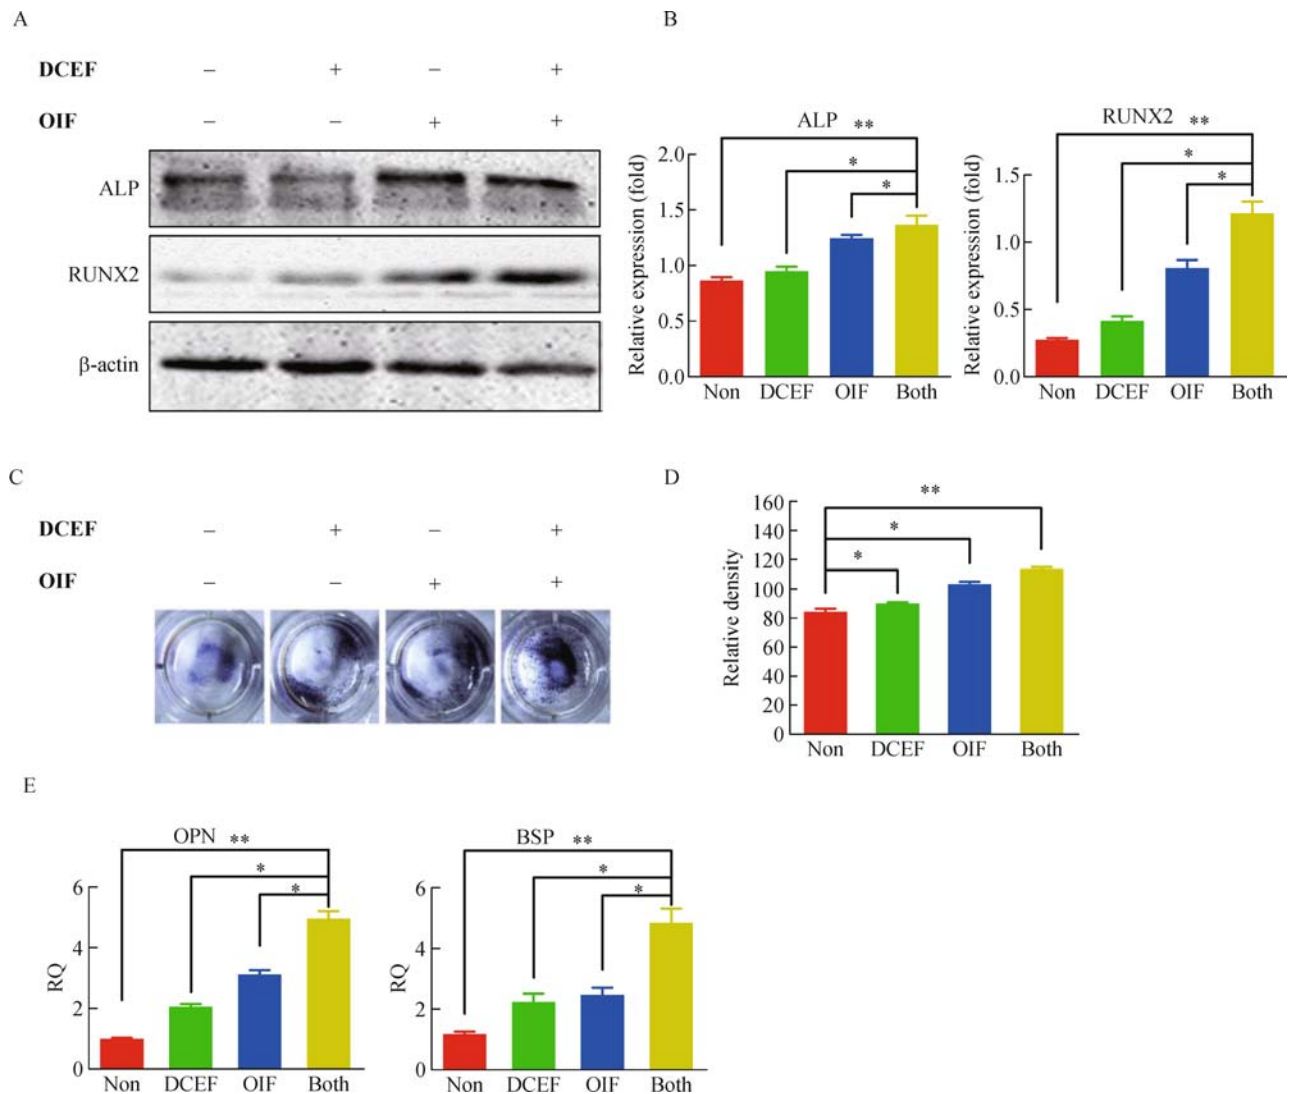 A
DCEF – + – +
OIF – – + +
ALP
RUNX2
β-actin
B
ALP **
*
*
Relative expression (fold)
2.0
1.5
1.0
0.5
0.0
Non DCEF OIF Both
RUNX2 **
*
*
Relative expression (fold)
1.5
1.0
0.5
0.0
Non DCEF OIF Both
C
DCEF – + – +
OIF – – + +
D
**
*
*
Relative density
160
140
120
100
80
60
40
20
0
Non DCEF OIF Both
E
OPN **
*
*
RQ
6
4
2
0
Non DCEF OIF Both
BSP **
*
*
RQ
6
4
2
0
Non DCEF OIF Both